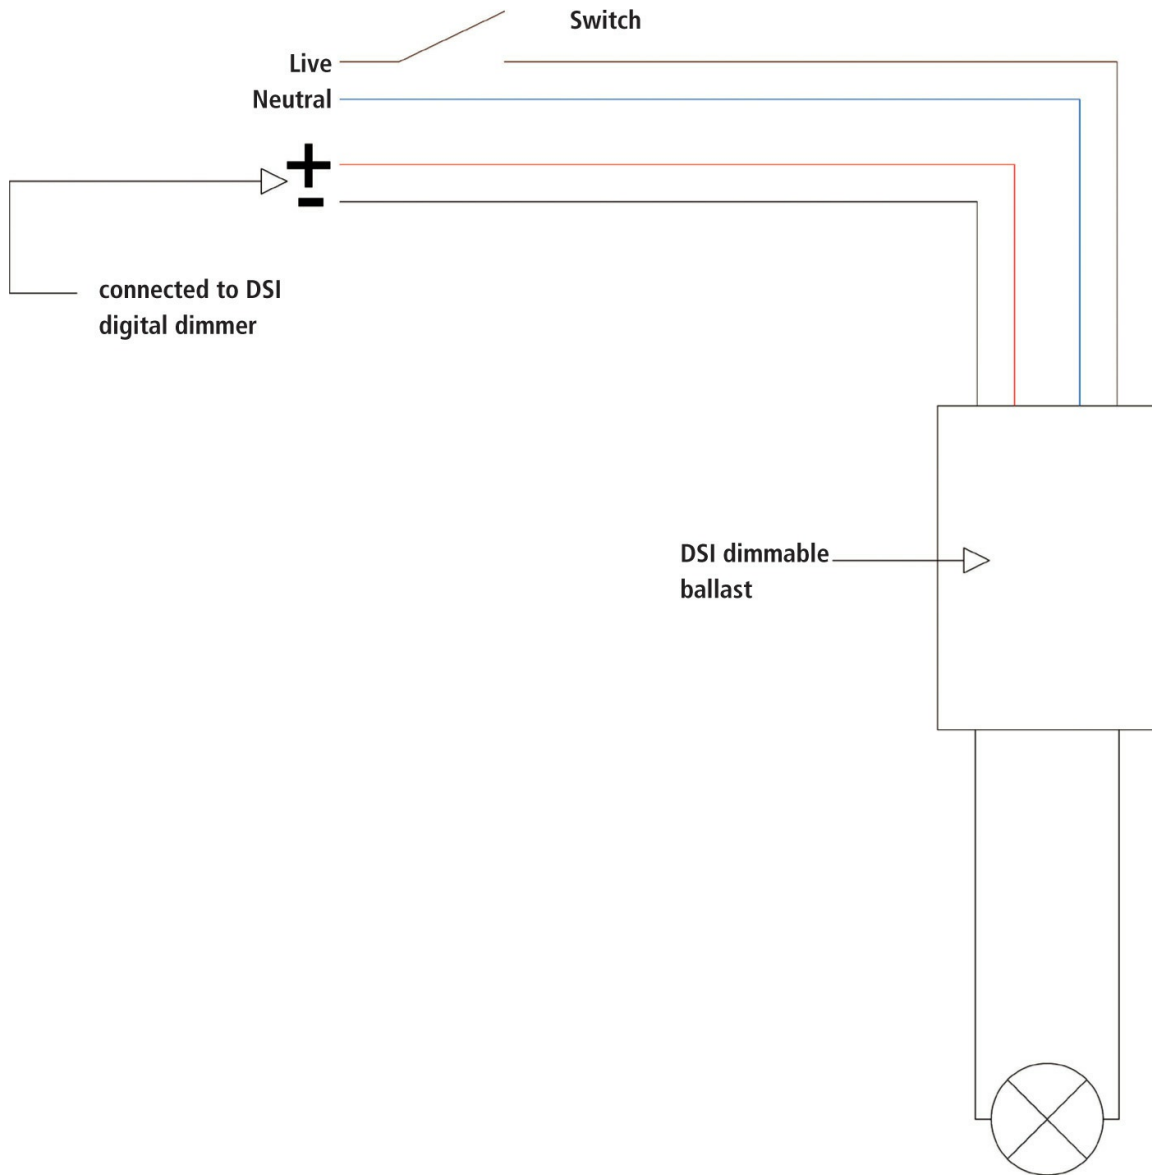 Switch
Live
Neutral
+
-
connected to DSI
digital dimmer
DSI dimmable
ballast